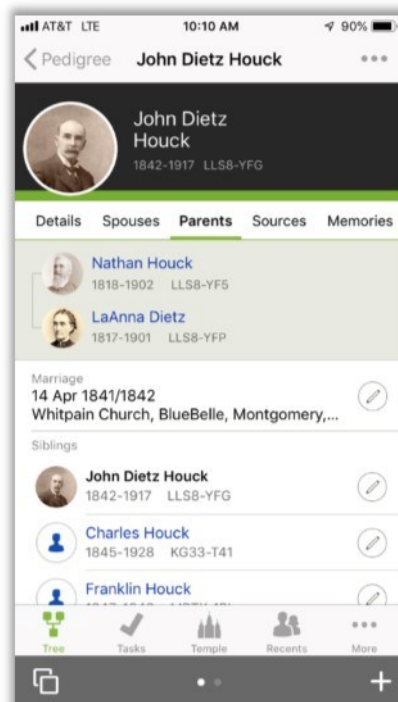 AT&T LTE 10:10 AM 90%
Pedigree John Dietz Houck
John Dietz
Houck
1842-1917 LLS8-YFG
Details Spouses Parents Sources Memories
Nathan Houck
1818-1902 LLS8-YF5
LaAnna Dietz
1817-1901 LLS8-YFP
Marriage
14 Apr 1841/1842
Whitpain Church, BlueBelle, Montgomery,...
Siblings
John Dietz Houck
1842-1917 LLS8-YFG
Charles Houck
1845-1928 KG33-T41
Franklin Houck
Tree Tasks Temple Recents More